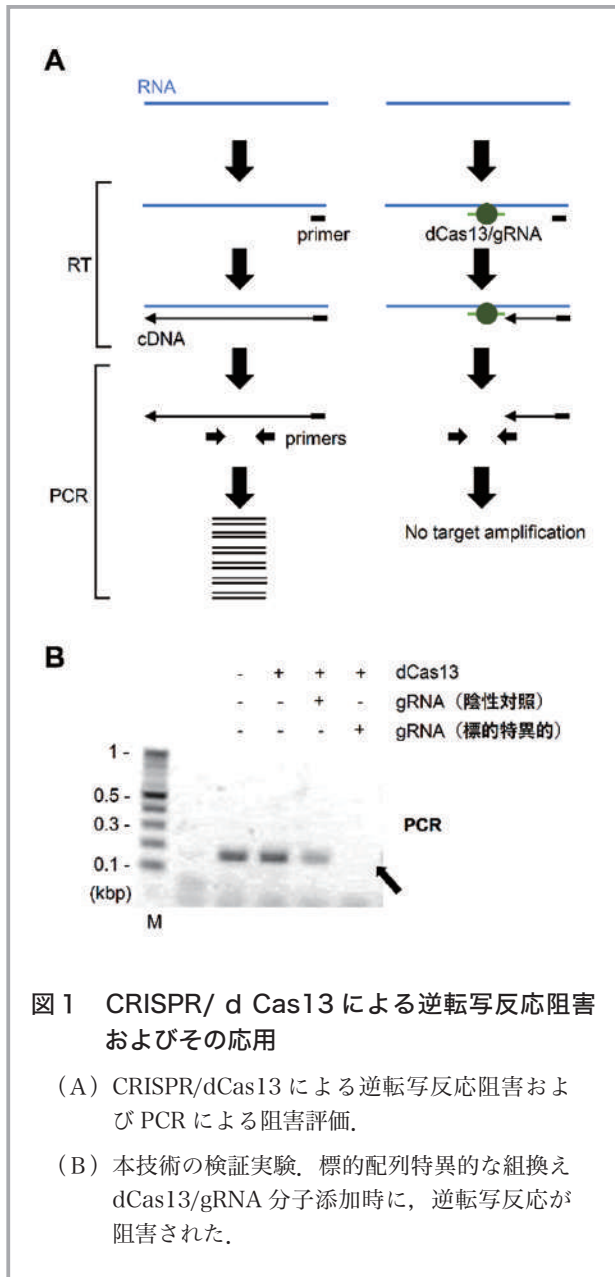 A
RNA
RT
primer
dCas13/gRNA
cDNA
PCR
primers
No target amplification
B
- + + + dCas13
- - + - gRNA（陰性対照）
- - - + gRNA（標的特異的）
1 -
0.5 -
0.3 -
0.1 -
(kbp)
M
PCR
図1 CRISPR/ d Cas13 による逆転写反応阻害
およびその応用
（A）CRISPR/dCas13 による逆転写反応阻害およ
び PCR による阻害評価．
（B）本技術の検証実験．標的配列特異的な組換え
dCas13/gRNA 分子添加時に，逆転写反応が
阻害された．